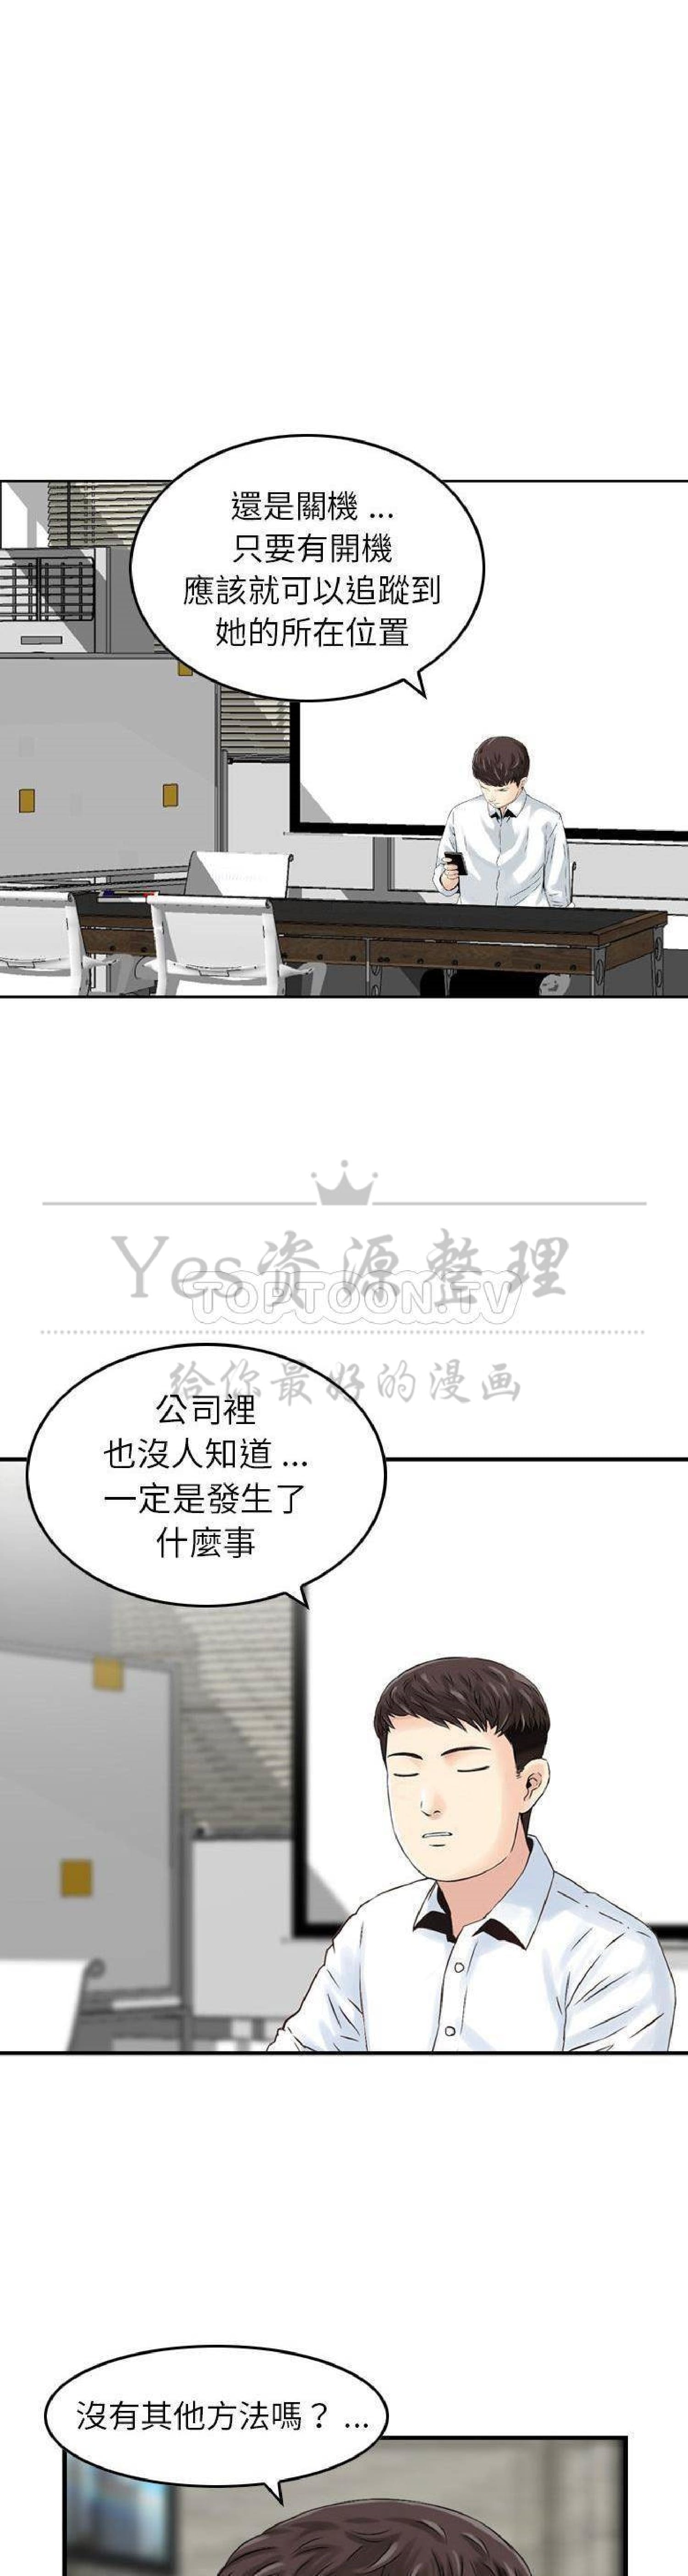 還是關機 ...
只要有開機
應該就可以追蹤到
她的所在位置
Yes资源整理
TOPTOON.TV
给你最好的漫画
公司裡
也沒人知道 ...
一定是發生了
什麼事
沒有其他方法嗎？ ...